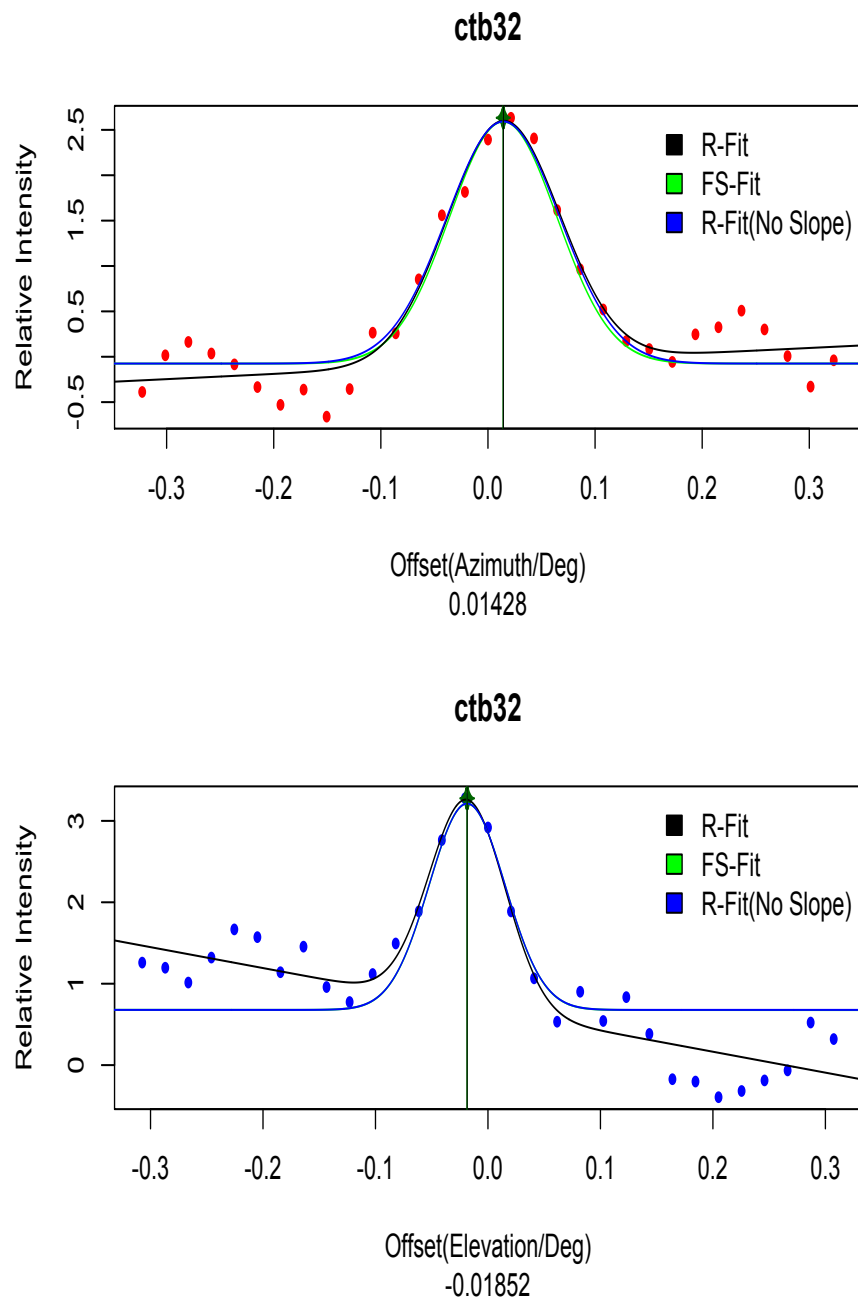 ctb32
Relative Intensity
2.5
1.5
0.5
-0.5
R-Fit
FS-Fit
R-Fit(No Slope)
-0.3 -0.2 -0.1 0.0 0.1 0.2 0.3
Offset(Azimuth/Deg)
0.01428
ctb32
Relative Intensity
3
2
1
0
R-Fit
FS-Fit
R-Fit(No Slope)
-0.3 -0.2 -0.1 0.0 0.1 0.2 0.3
Offset(Elevation/Deg)
-0.01852